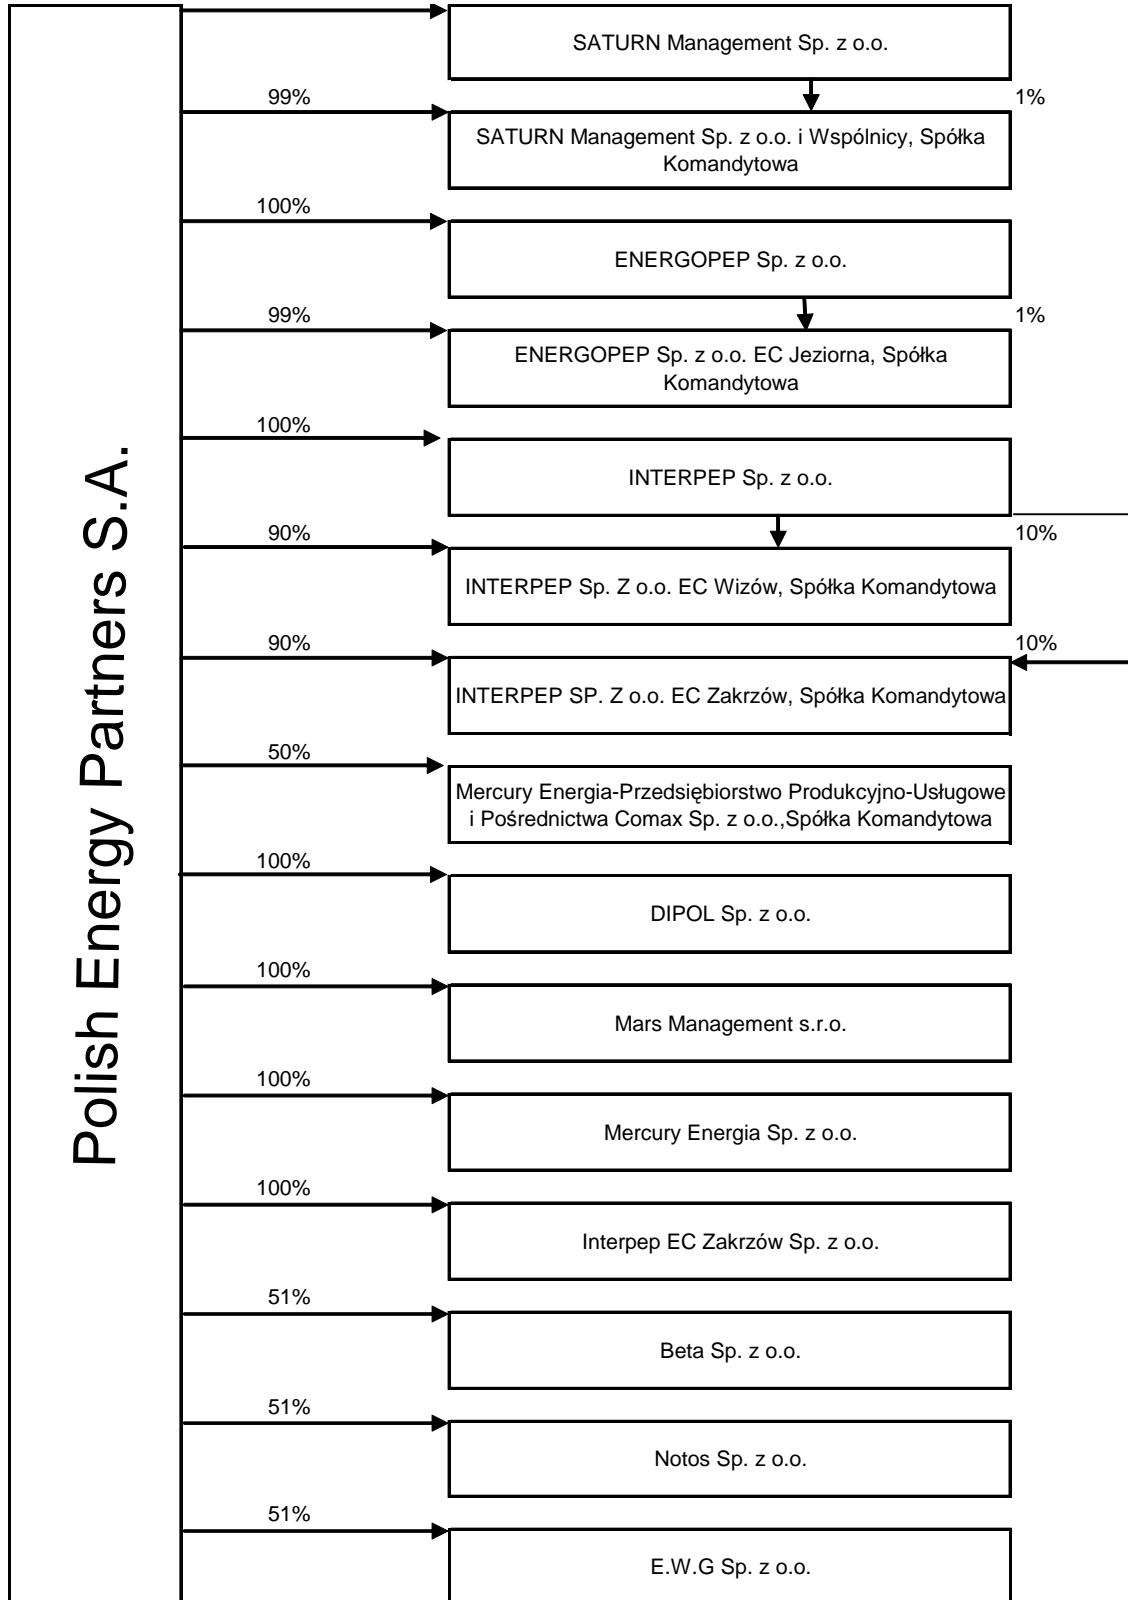 Polish Energy Partners S.A.
SATURN Management Sp. z o.o.
99%
1%
SATURN Management Sp. z o.o. i Wspólnicy, Spółka
Komandytowa
100%
ENERGOPEP Sp. z o.o.
99%
1%
ENERGOPEP Sp. z o.o. EC Jeziorna, Spółka
Komandytowa
100%
INTERPEP Sp. z o.o.
90%
10%
INTERPEP Sp. Z o.o. EC Wizów, Spółka Komandytowa
90%
10%
INTERPEP SP. Z o.o. EC Zakrzów, Spółka Komandytowa
50%
Mercury Energia-Przedsiębiorstwo Produkcyjno-Usługowe
i Pośrednictwa Comax Sp. z o.o.,Spółka Komandytowa
100%
DIPOL Sp. z o.o.
100%
Mars Management s.r.o.
100%
Mercury Energia Sp. z o.o.
100%
Interpep EC Zakrzów Sp. z o.o.
51%
Beta Sp. z o.o.
51%
Notos Sp. z o.o.
51%
E.W.G Sp. z o.o.